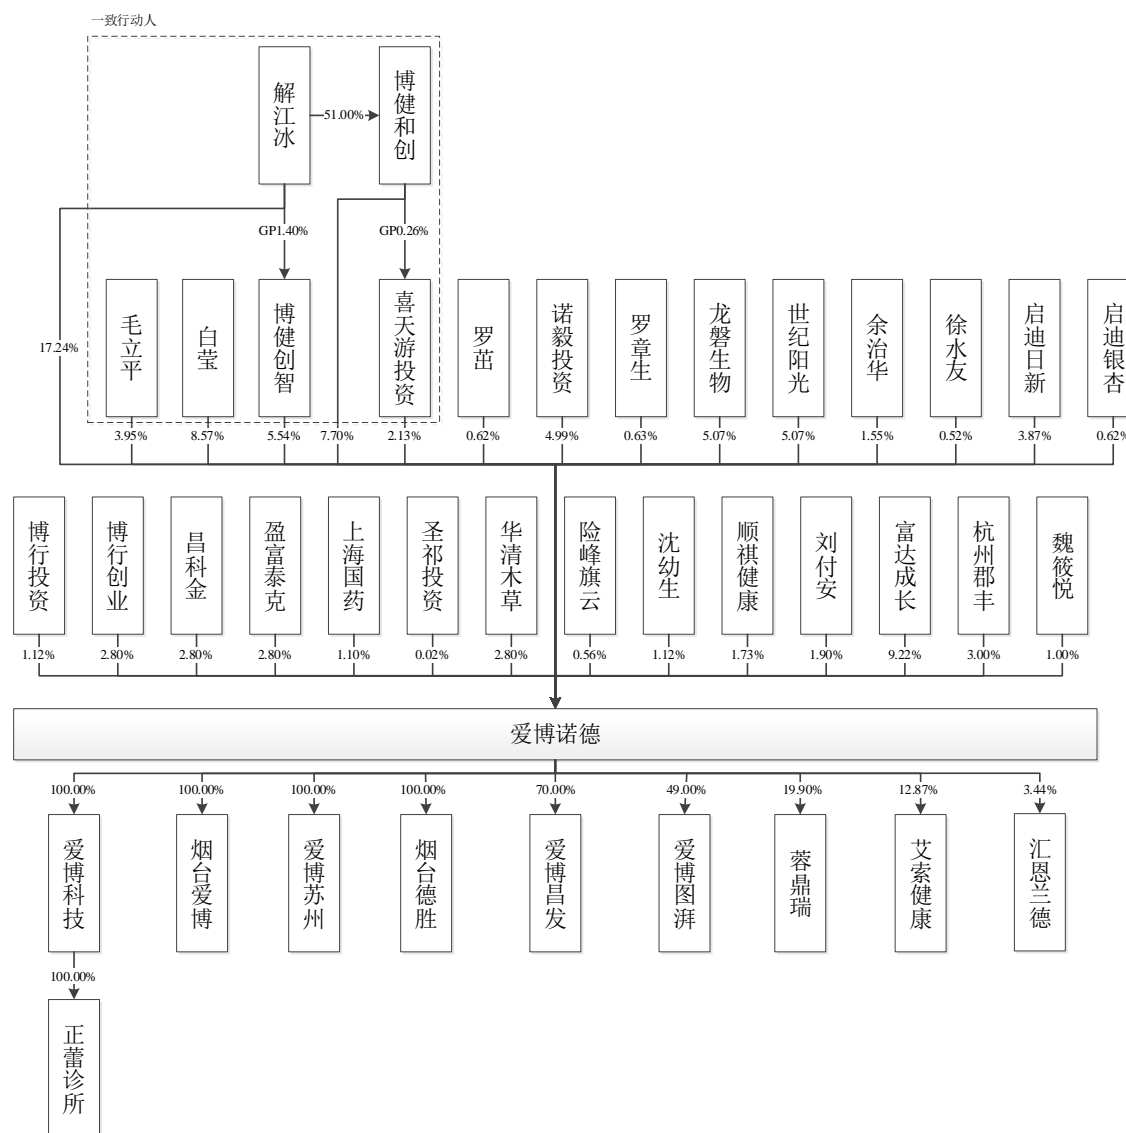 一致行动人
解江冰
51.00%
博健和创
GP1.40%
GP0.26%
17.24%
毛立平
白莹
博健创智
喜天游投资
罗茁
诺毅投资
罗章生
龙磐生物
世纪阳光
余治华
徐水友
启迪日新
启迪银杏
3.95%
8.57%
5.54%
7.70%
2.13%
0.62%
4.99%
0.63%
5.07%
5.07%
1.55%
0.52%
3.87%
0.62%
博行投资
博行创业
昌科金
盈富泰克
上海国药
圣祁投资
华清木草
险峰旗云
沈幼生
顺祺健康
刘付安
富达成长
杭州郡丰
魏筱悦
1.12%
2.80%
2.80%
2.80%
1.10%
0.02%
2.80%
0.56%
1.12%
1.73%
1.90%
9.22%
3.00%
1.00%
爱博诺德
100.00%
100.00%
100.00%
100.00%
70.00%
49.00%
19.90%
12.87%
3.44%
爱博科技
烟台爱博
爱博苏州
烟台德胜
爱博昌发
爱博图湃
蓉鼎瑞
艾索健康
汇恩兰德
100.00%
正蕾诊所